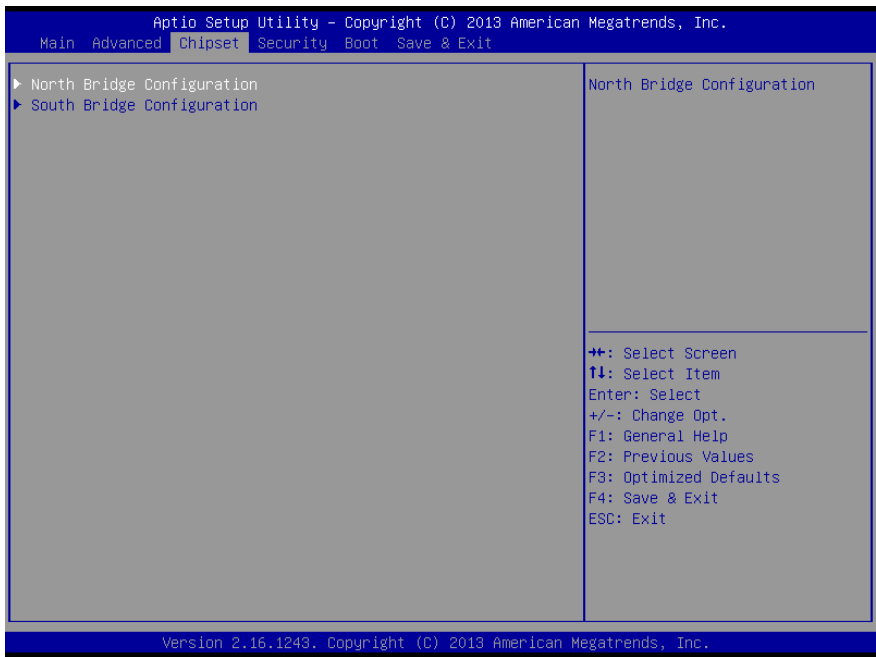 Aptio Setup Utility – Copyright (C) 2013 American Megatrends, Inc.
Main Advanced Chipset Security Boot Save & Exit
▶ North Bridge Configuration
▶ South Bridge Configuration
North Bridge Configuration
→←: Select Screen
↑↓: Select Item
Enter: Select
+/-: Change Opt.
F1: General Help
F2: Previous Values
F3: Optimized Defaults
F4: Save & Exit
ESC: Exit
Version 2.16.1243. Copyright (C) 2013 American Megatrends, Inc.